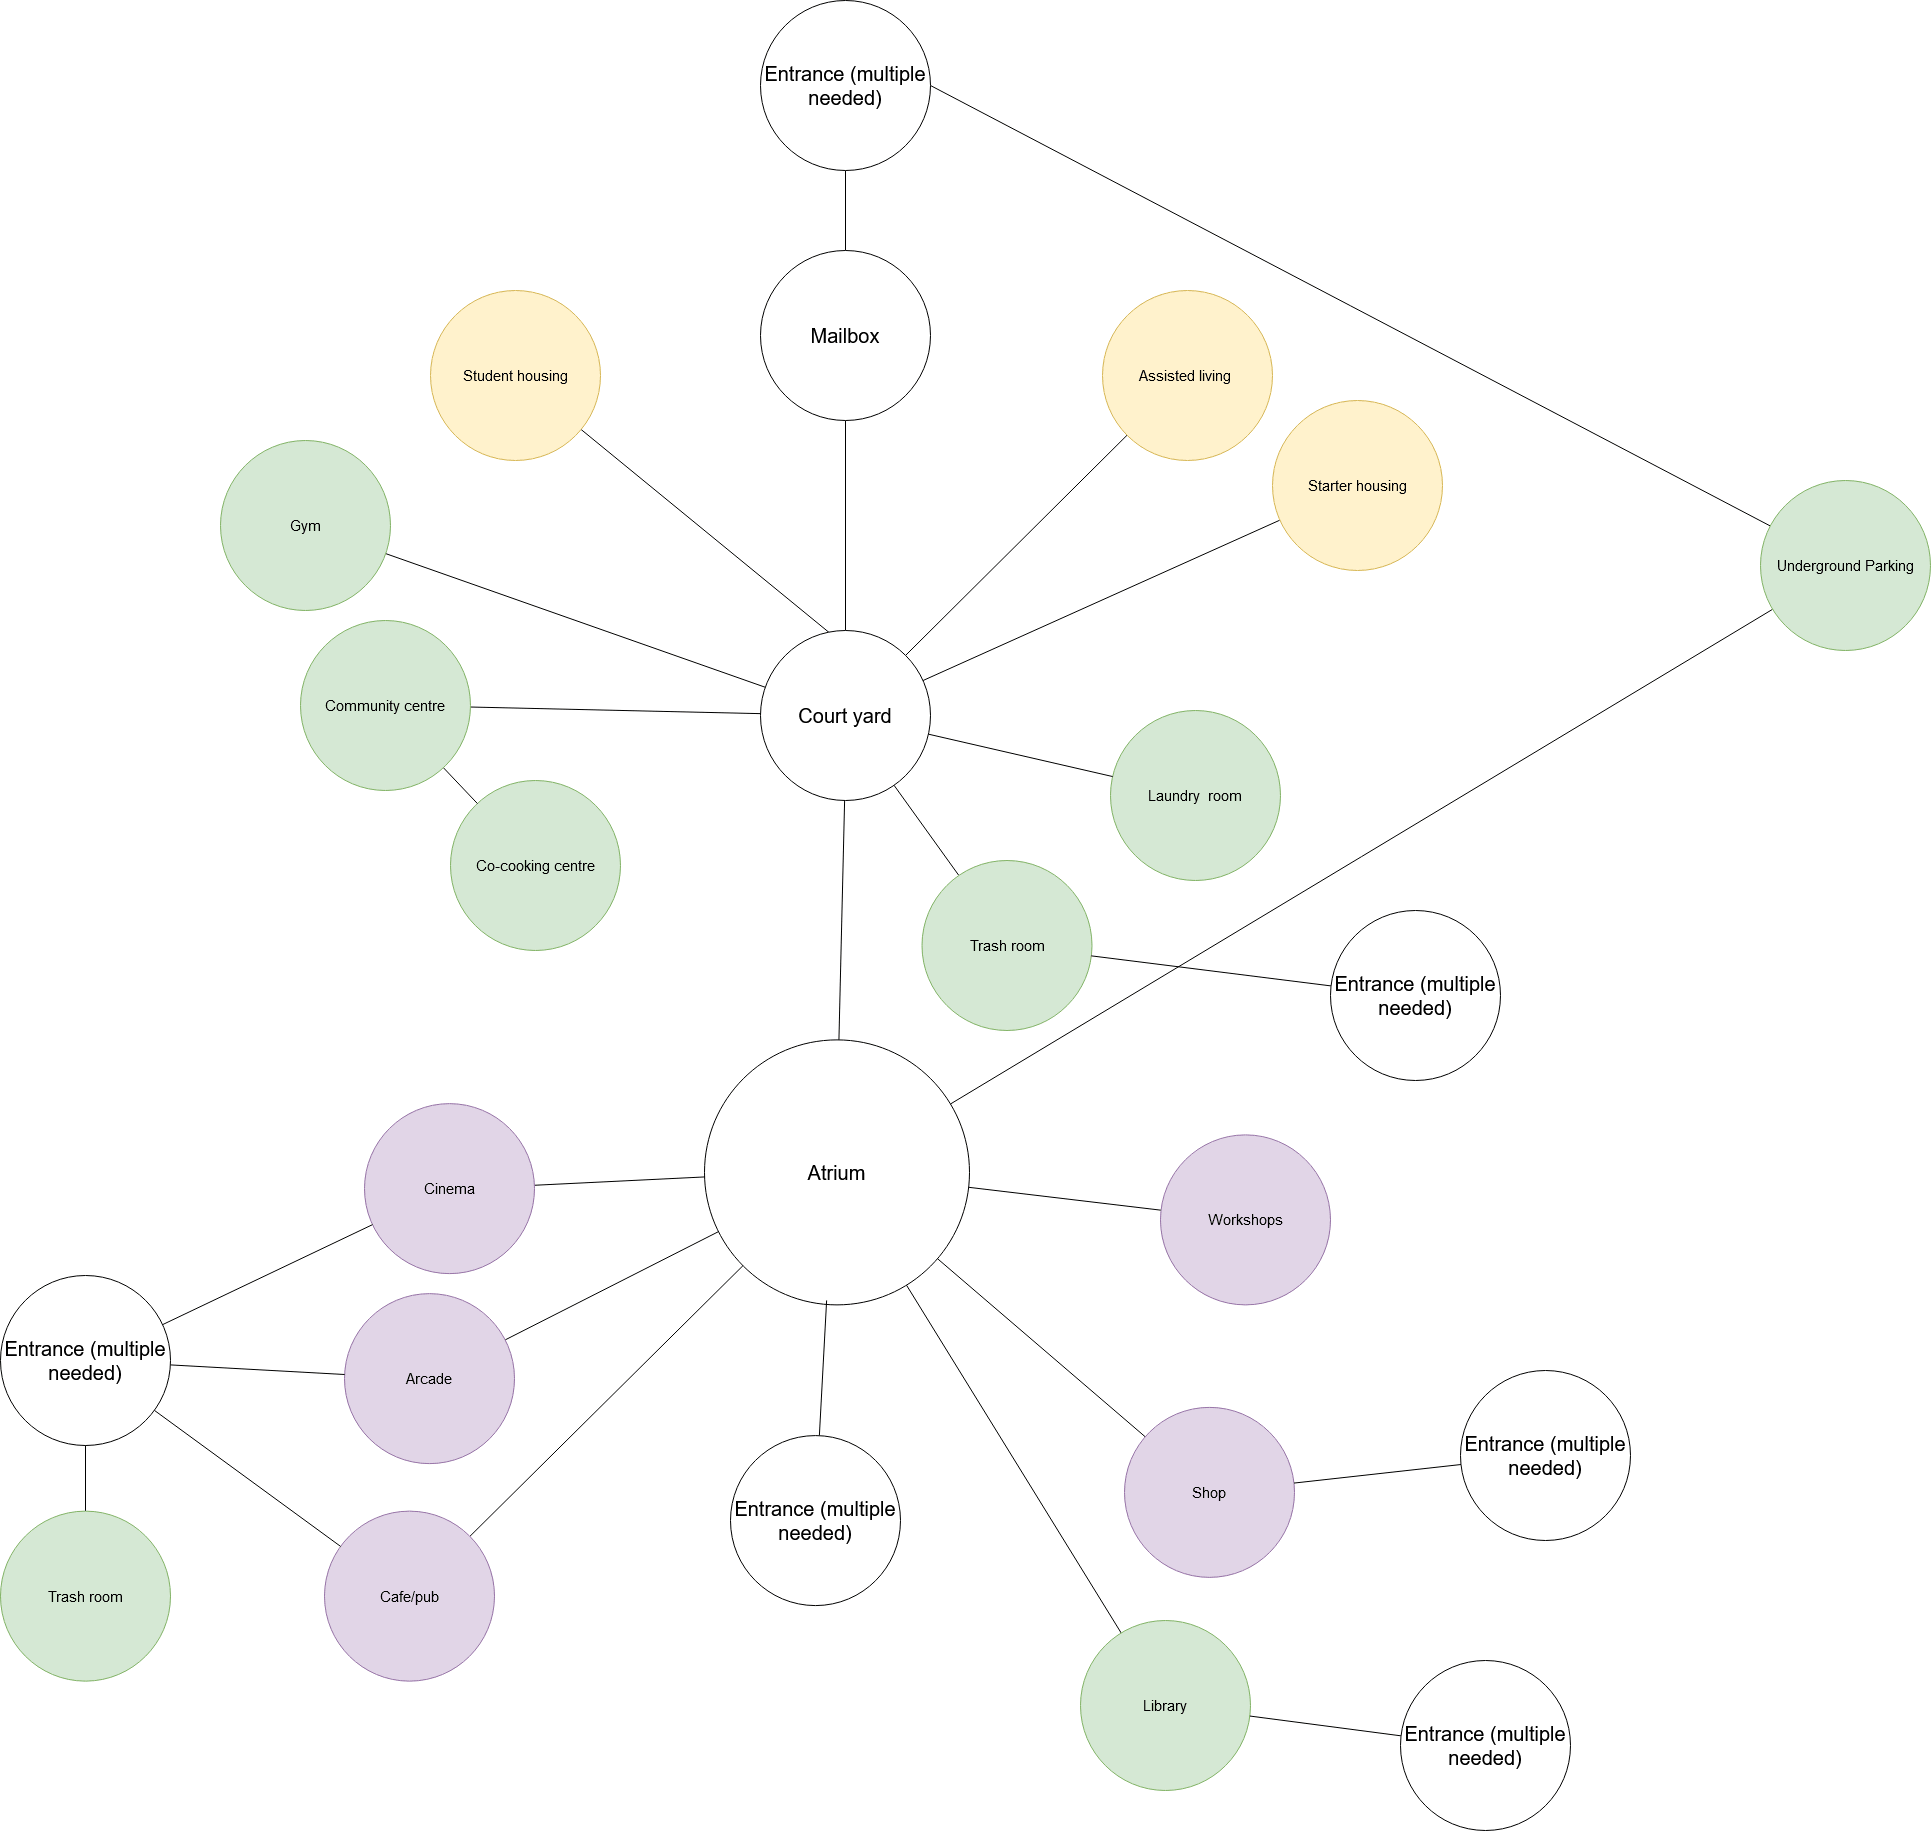 Entrance (multiple
needed)
Mailbox
Student housing
Assisted living
Starter housing
Gym
Underground Parking
Community centre
Court yard
Laundry  room
Co-cooking centre
Trash room
Entrance (multiple
needed)
Atrium
Cinema
Workshops
Entrance (multiple
needed)
Arcade
Entrance (multiple
needed)
Shop
Entrance (multiple
needed)
Trash room
Cafe/pub
Library
Entrance (multiple
needed)